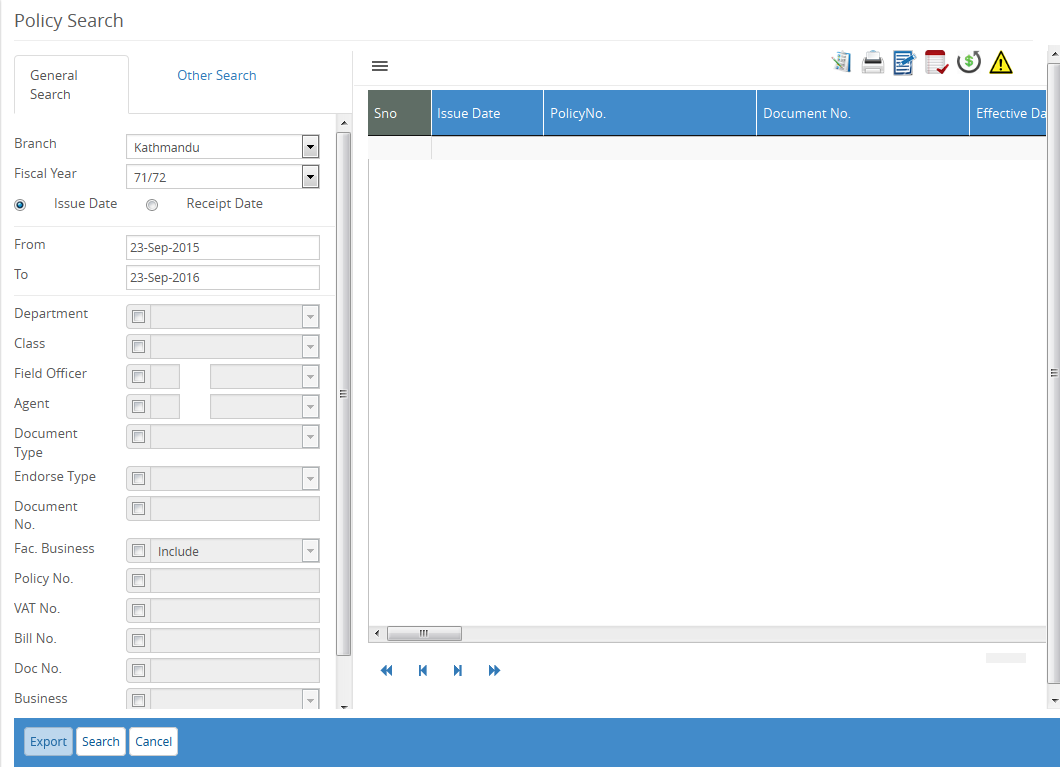 Policy Search
General
Search
Other Search
Branch
Kathmandu
Fiscal Year
71/72
Issue Date
Receipt Date
From
23-Sep-2015
To
23-Sep-2016
Department
Class
Field Officer
Agent
Document
Type
Endorse Type
Document
No.
Fac. Business
Include
Policy No.
VAT No.
Bill No.
Doc No.
Business
Sno
Issue Date
PolicyNo.
Document No.
Effective Da
Export
Search
Cancel